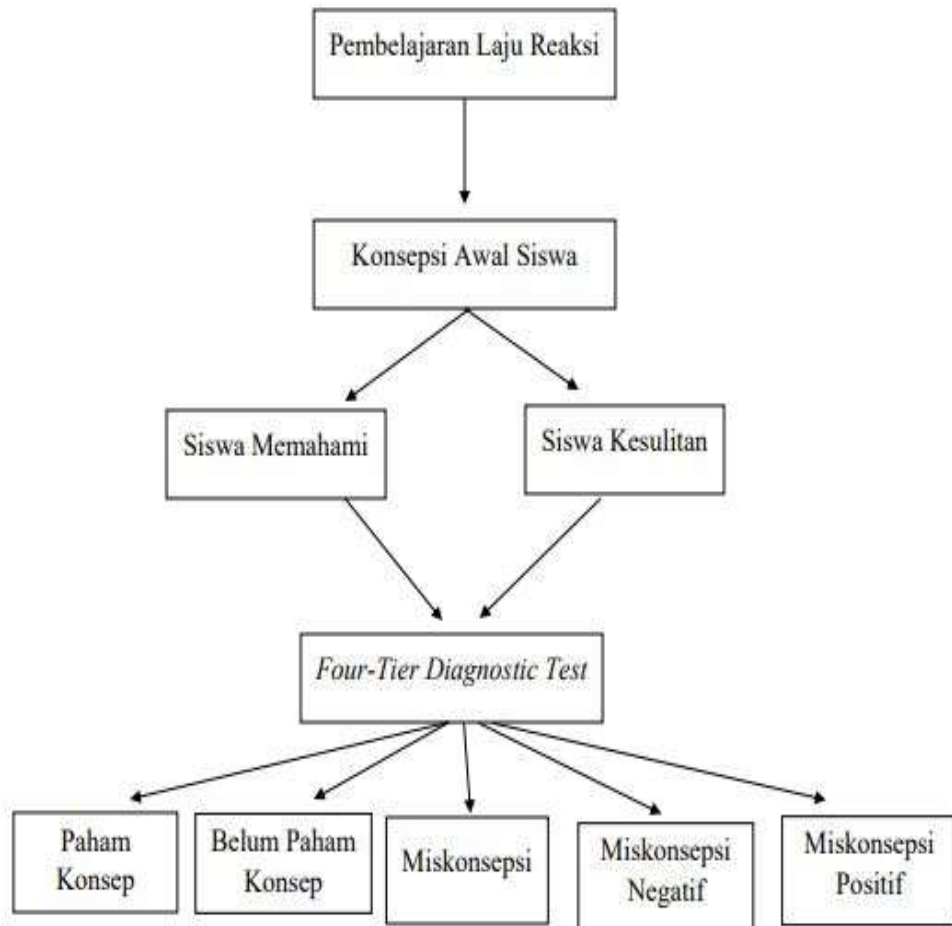 Pembelajaran Laju Reaksi
Konsepsi Awal Siswa
Siswa Memahami
Siswa Kesulitan
Four-Tier Diagnostic Test
Paham
Konsep
Belum Paham
Konsep
Miskonsepsi
Miskonsepsi
Negatif
Miskonsepsi
Positif